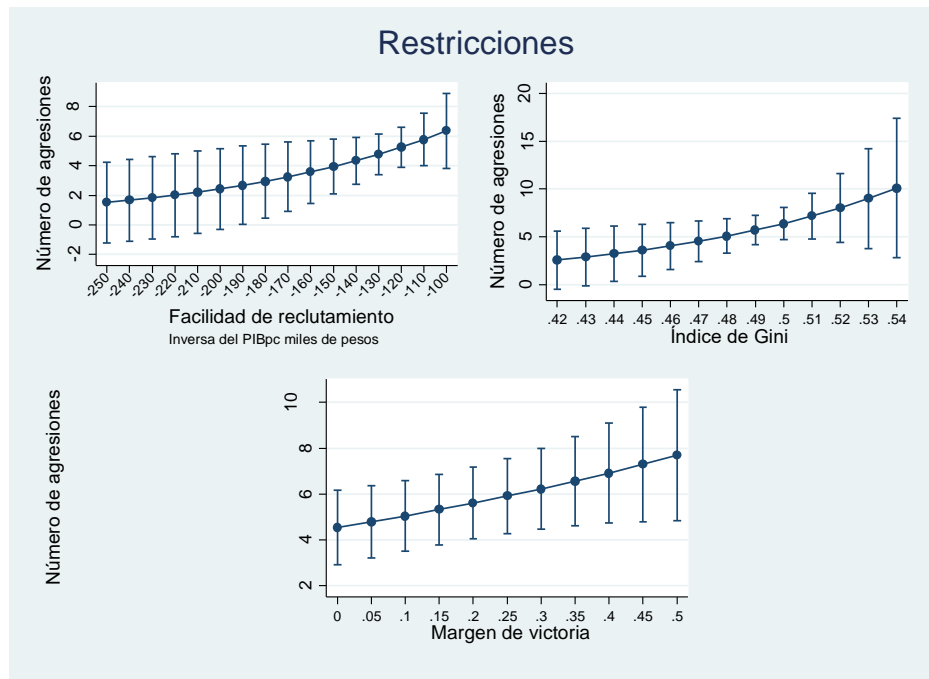 Restricciones
Número de agresiones
8
6
4
2
0
-2
-250 -240 -230 -220 -210 -200 -190 -180 -170 -160 -150 -140 -130 -120 -110 -100
Facilidad de reclutamiento
Inversa del PIBpc miles de pesos
Número de agresiones
20
15
10
5
0
.42 .43 .44 .45 .46 .47 .48 .49 .5 .51 .52 .53 .54
Índice de Gini
Número de agresiones
10
8
6
4
2
0 .05 .1 .15 .2 .25 .3 .35 .4 .45 .5
Margen de victoria